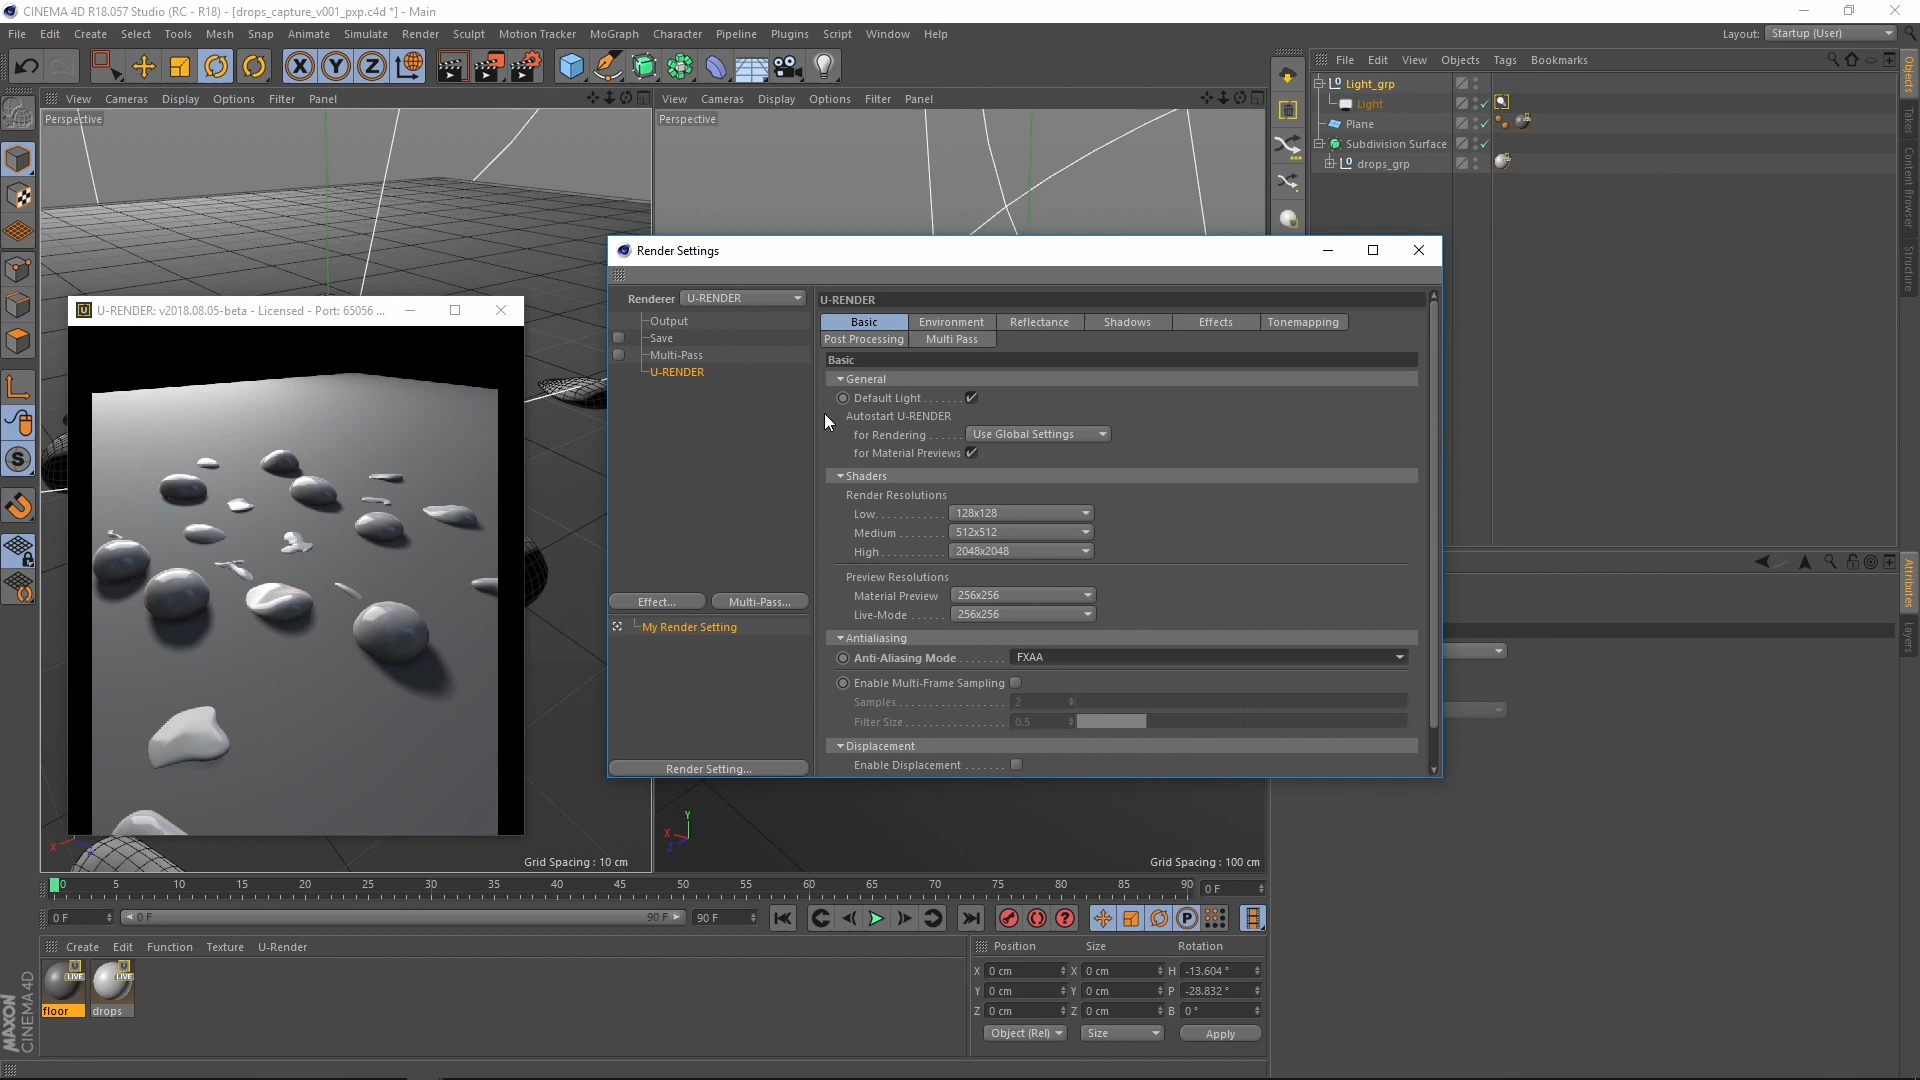 CINEMA 4D R18.057 Studio (RC - R18) - [drops_capture_v001_pxp.c4d *] - Main
File Edit Create Select Tools Mesh Snap Animate Simulate Render Sculpt Motion Tracker MoGraph Character Pipeline Plugins Script Window Help
Layout: Startup (User)
View Cameras Display Options Filter Panel
View Cameras Display Options Filter Panel
File Edit View Objects Tags Bookmarks
Perspective
Perspective
Light_grp
Light
Plane
Subdivision Surface
drops_grp
Objects
Takes
Content Browser
Structure
Attributes
Layers
Render Settings
Renderer U-RENDER
Output
Save
Multi-Pass
U-RENDER
Effect...
Multi-Pass...
My Render Setting
Render Setting...
U-RENDER
Basic Environment Reflectance Shadows Effects Tonemapping
Post Processing Multi Pass
Basic
General
Default Light . . . . . . .
Autostart U-RENDER
for Rendering . . . . . . Use Global Settings
for Material Previews
Shaders
Render Resolutions
Low. . . . . . . . . . . 128x128
Medium . . . . . . . . 512x512
High . . . . . . . . . . . 2048x2048
Preview Resolutions
Material Preview 256x256
Live-Mode . . . . . . 256x256
Antialiasing
Anti-Aliasing Mode . . . . . . . . FXAA
Enable Multi-Frame Sampling
Samples . . . . . . . . . . . . . . . . . . . 2
Filter Size. . . . . . . . . . . . . . . . . . 0.5
Displacement
Enable Displacement . . . . . . .
U-RENDER: v2018.08.05-beta - Licensed - Port: 65056 ...
Y
X
Z
X
Grid Spacing : 10 cm
Grid Spacing : 100 cm
0 5 10 15 20 25 30 35 40 45 50 55 60 65 70 75 80 85 90
0 F
0 F
0 F
90 F
90 F
Create Edit Function Texture U-Render
LIVE
LIVE
floor
drops
Position Size Rotation
X 0 cm X 0 cm H -13.604 °
Y 0 cm Y 0 cm P -28.832 °
Z 0 cm Z 0 cm B 0 °
Object (Rel) Size Apply
MAXON
CINEMA 4D